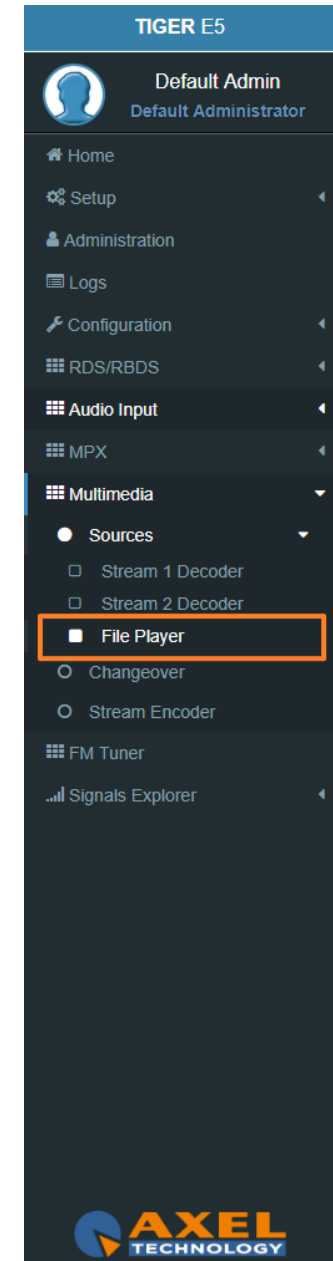 TIGER E5
Default Admin
Default Administrator
Home
Setup
Administration
Logs
Configuration
RDS/RBDS
Audio Input
MPX
Multimedia
Sources
Stream 1 Decoder
Stream 2 Decoder
File Player
Changeover
Stream Encoder
FM Tuner
Signals Explorer
AXEL
TECHNOLOGY